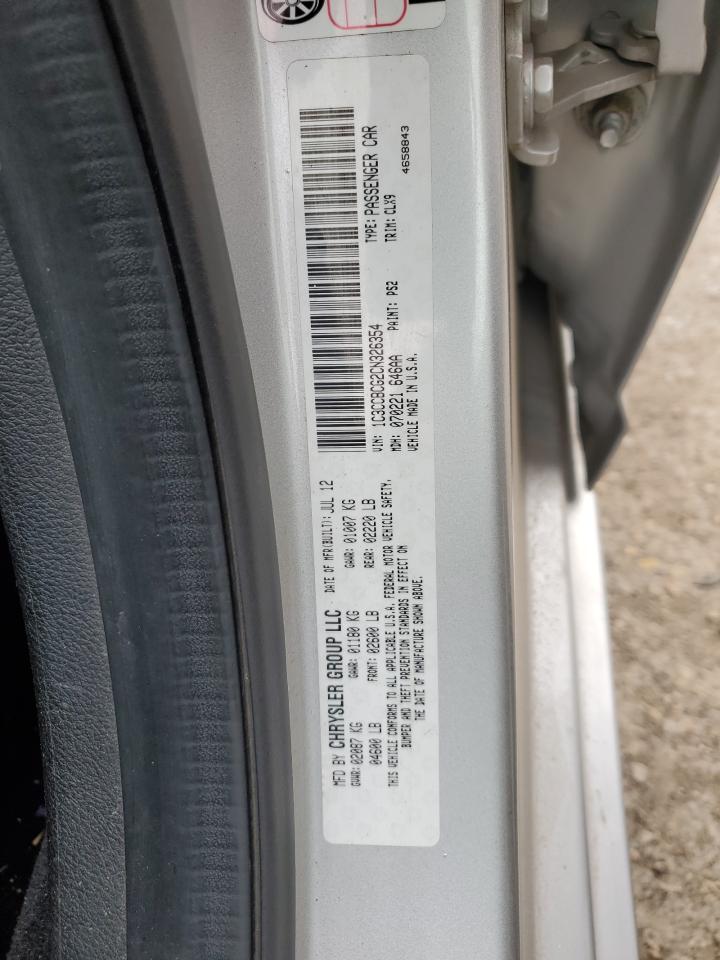 MFD BY CHRYSLER GROUP LLC DATE OF MFR(BUILT): JUL 12
GVWR: 02087 KG GAWR: 01180 KG GAWR: 01007 KG
04600 LB FRONT: 02600 LB REAR: 02220 LB
THIS VEHICLE CONFORMS TO ALL APPLICABLE U.S.A. FEDERAL MOTOR VEHICLE SAFETY,
BUMPER AND THEFT PREVENTION STANDARDS IN EFFECT ON
THE DATE OF MANUFACTURE SHOWN ABOVE.
VIN: 1C3CCBCG2CN326354 TYPE: PASSENGER CAR
MDH: 070221 646AA PAINT: PS2 TRIM: CLX9
VEHICLE MADE IN U.S.A. 4658843